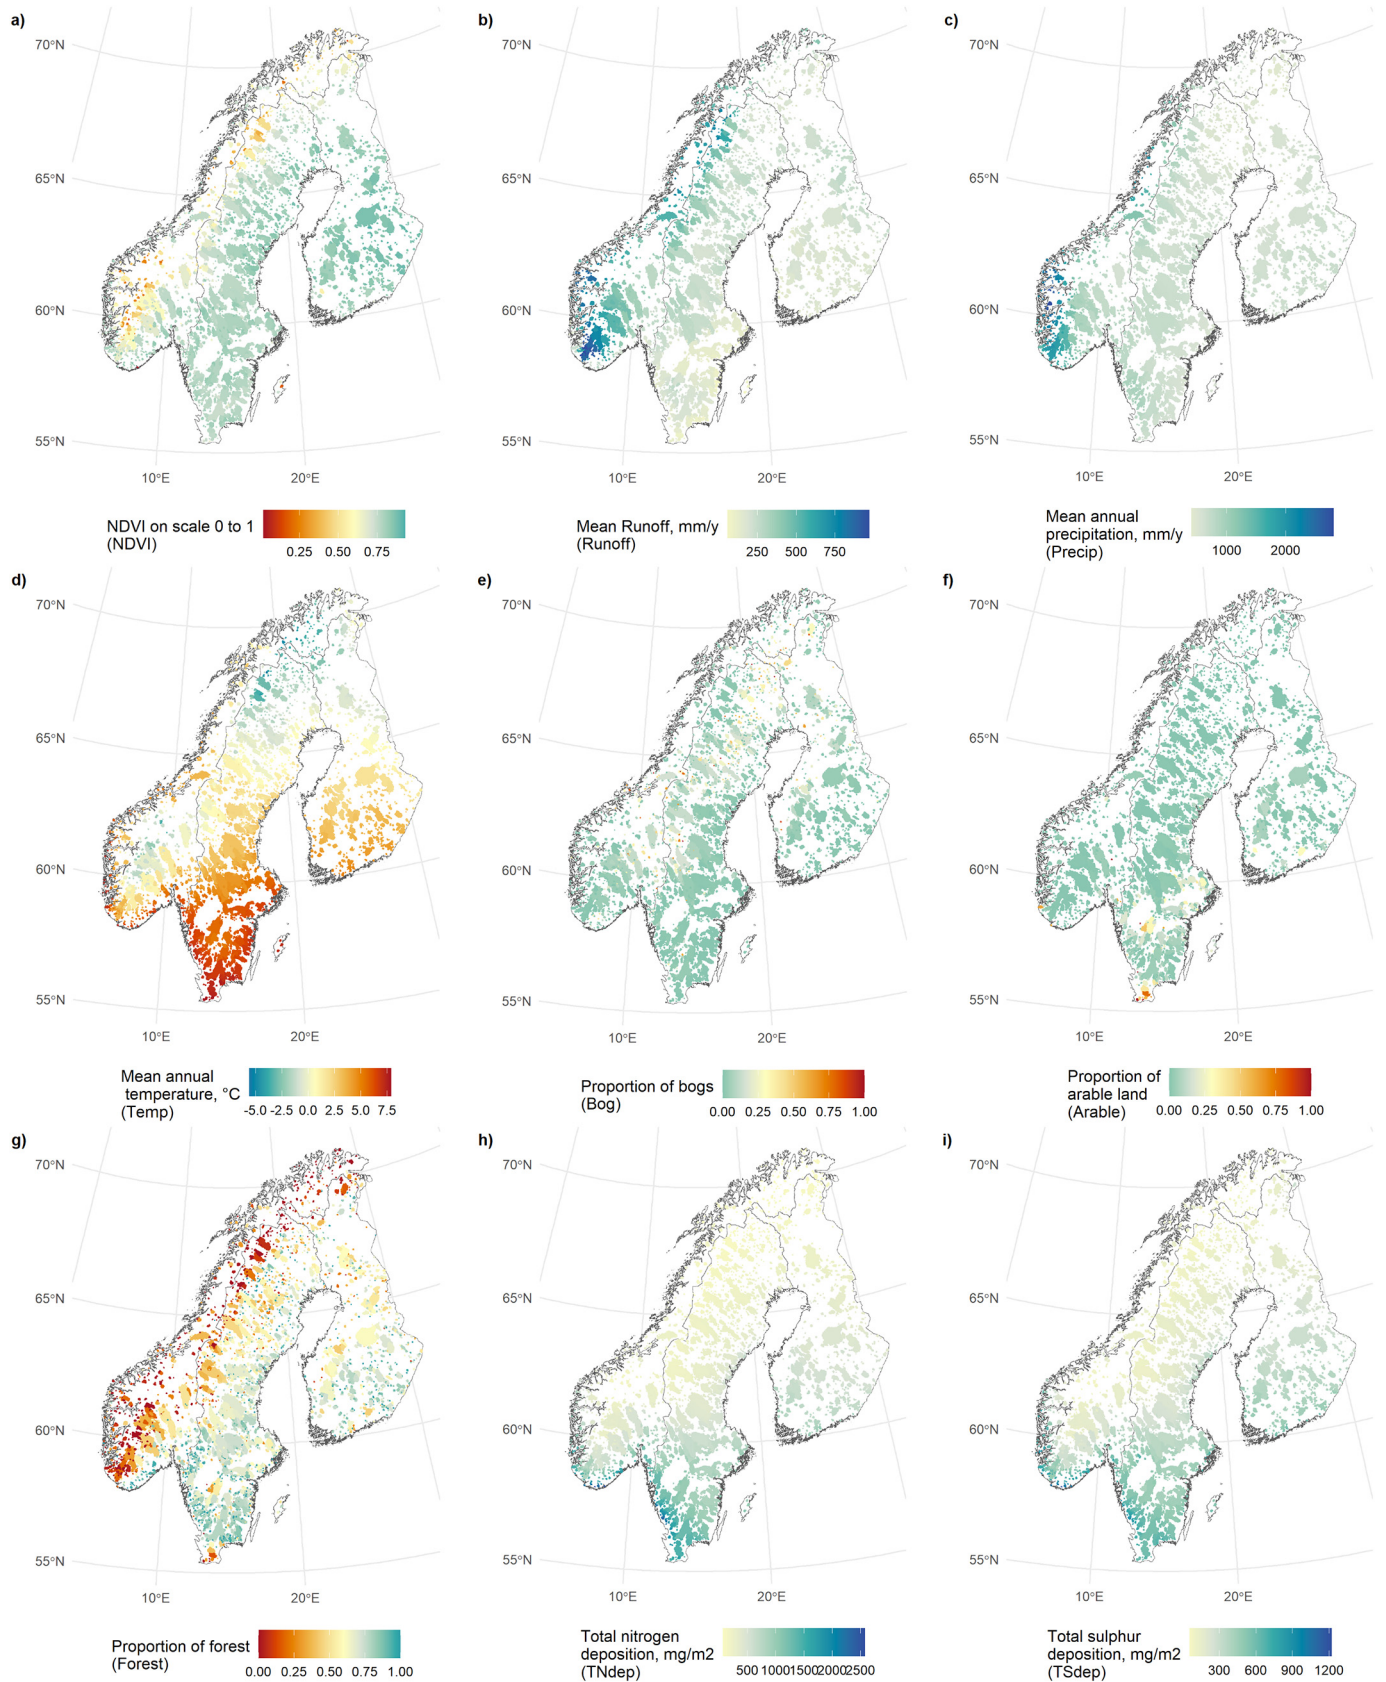 a)
b)
c)
70°N
70°N
70°N
65°N
65°N
65°N
60°N
60°N
60°N
55°N
55°N
55°N
10°E
20°E
10°E
20°E
10°E
20°E
NDVI on scale 0 to 1
(NDVI)
0.25 0.50 0.75
Mean Runoff, mm/y
(Runoff)
250 500 750
Mean annual
precipitation, mm/y
(Precip)
1000 2000
d)
e)
f)
70°N
70°N
70°N
65°N
65°N
65°N
60°N
60°N
60°N
55°N
55°N
55°N
10°E
20°E
10°E
20°E
10°E
20°E
Mean annual
temperature, °C
(Temp)
-5.0 -2.5 0.0 2.5 5.0 7.5
Proportion of bogs
(Bog)
0.00 0.25 0.50 0.75 1.00
Proportion of
arable land
(Arable)
0.00 0.25 0.50 0.75 1.00
g)
h)
i)
70°N
70°N
70°N
65°N
65°N
65°N
60°N
60°N
60°N
55°N
55°N
55°N
10°E
20°E
10°E
20°E
10°E
20°E
Proportion of forest
(Forest)
0.00 0.25 0.50 0.75 1.00
Total nitrogen
deposition, mg/m2
(TNdep)
500 1000 1500 2000 2500
Total sulphur
deposition, mg/m2
(TSdep)
300 600 900 1200